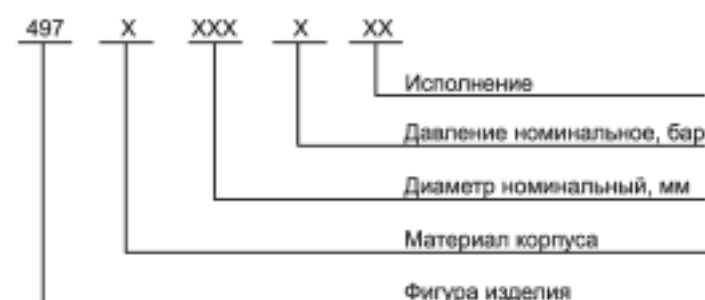 497 X XXX X XX
Исполнение
Давление номинальное, бар
Диаметр номинальный, мм
Материал корпуса
Фигура изделия